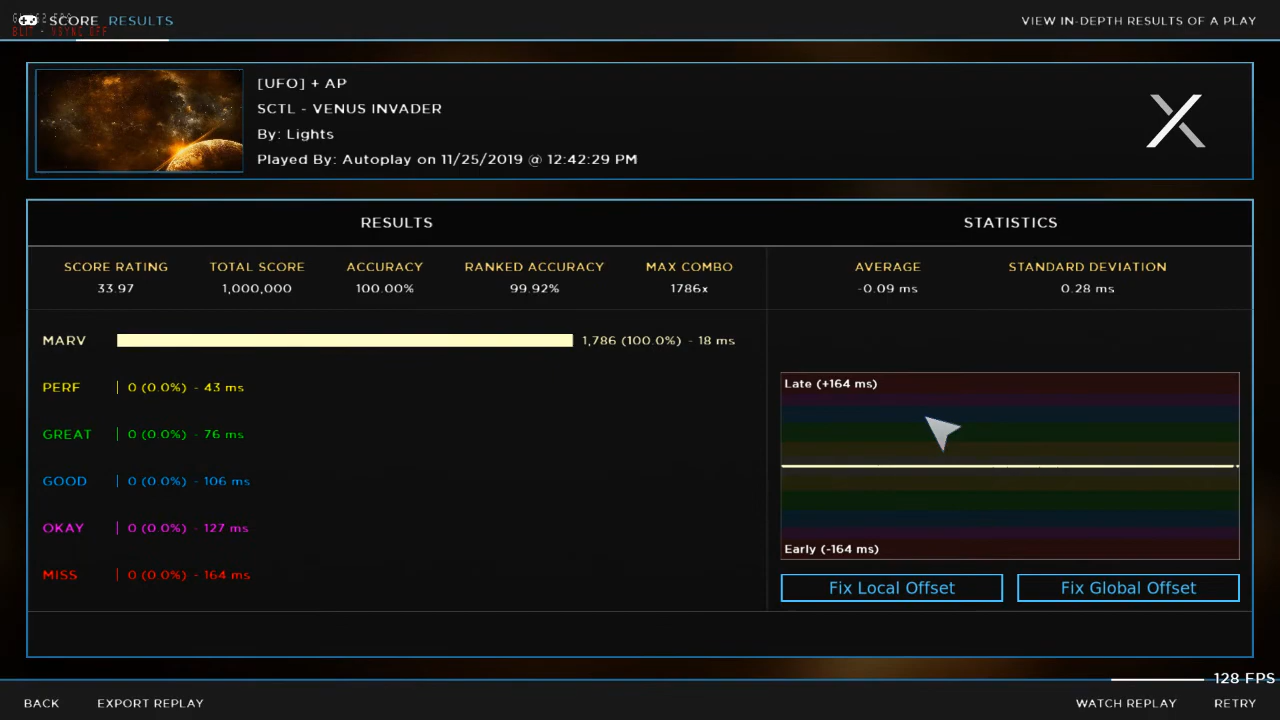 SCORE RESULTS
VIEW IN-DEPTH RESULTS OF A PLAY
[UFO] + AP
SCTL - VENUS INVADER
By: Lights
Played By: Autoplay on 11/25/2019 @ 12:42:29 PM
X
RESULTS
STATISTICS
SCORE RATING TOTAL SCORE ACCURACY RANKED ACCURACY MAX COMBO
33.97 1,000,000 100.00% 99.92% 1786x
AVERAGE STANDARD DEVIATION
-0.09 ms 0.28 ms
MARV 1,786 (100.0%) - 18 ms
PERF 0 (0.0%) - 43 ms
GREAT 0 (0.0%) - 76 ms
GOOD 0 (0.0%) - 106 ms
OKAY 0 (0.0%) - 127 ms
MISS 0 (0.0%) - 164 ms
Late (+164 ms)
Early (-164 ms)
Fix Local Offset Fix Global Offset
128 FPS
BACK EXPORT REPLAY WATCH REPLAY RETRY